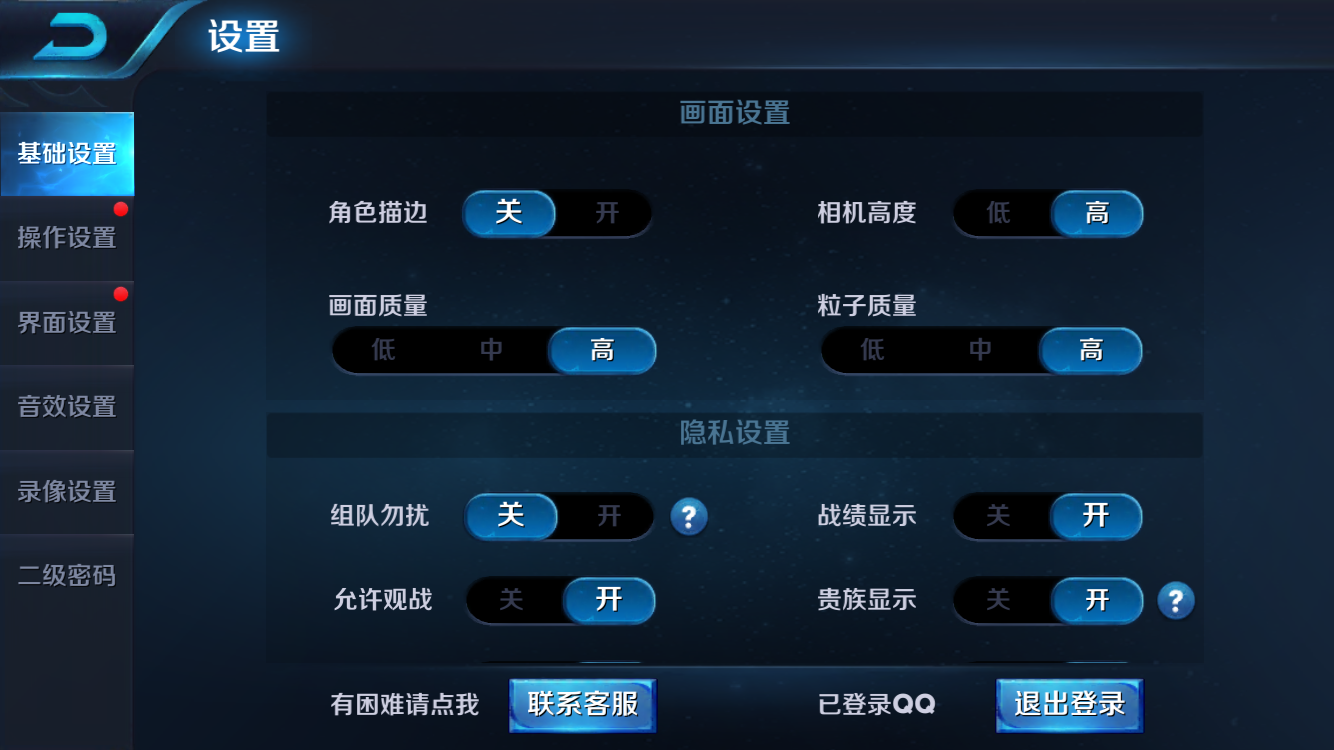 设置
基础设置
操作设置
界面设置
音效设置
录像设置
二级密码
画面设置
角色描边 关 开 相机高度 低 高
画面质量 粒子质量
低 中 高 低 中 高
隐私设置
组队勿扰 关 开 ? 战绩显示 关 开
允许观战 关 开 贵族显示 关 开 ?
有困难请点我 联系客服 已登录QQ 退出登录